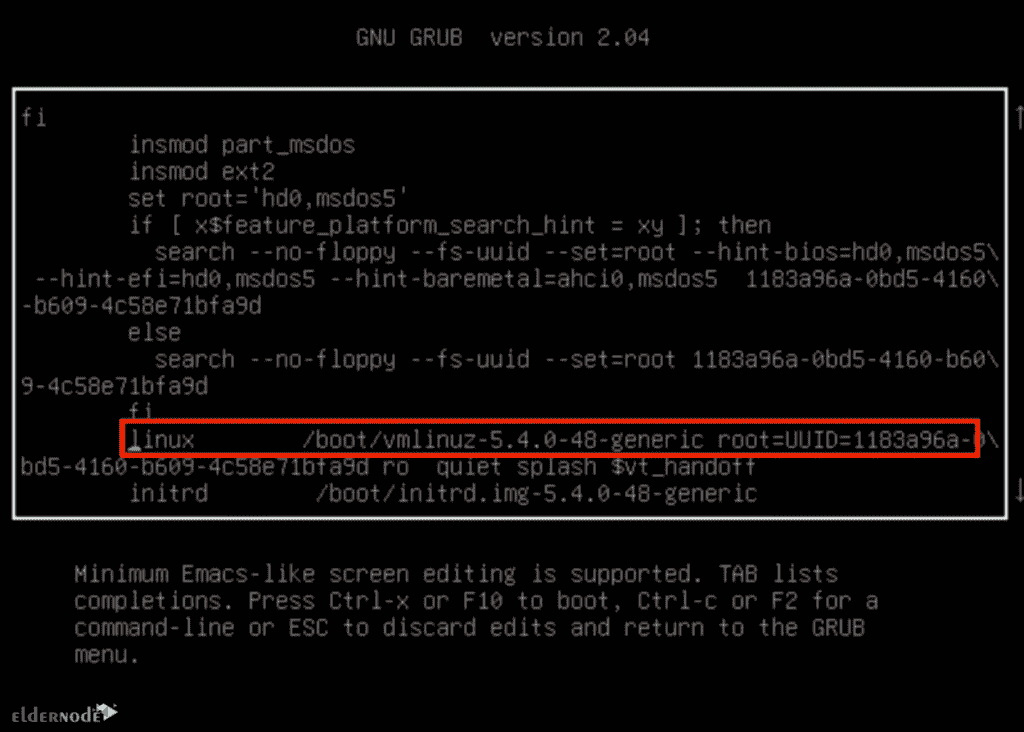 GNU GRUB version 2.04
fi
insmod part_msdos
insmod ext2
set root='hd0,msdos5'
if [ x$feature_platform_search_hint = xy ]; then
search --no-floppy --fs-uuid --set=root --hint-bios=hd0,msdos5\
--hint-efi=hd0,msdos5 --hint-baremetal=ahci0,msdos5 1183a96a-0bd5-4160\
-b609-4c58e71bfa9d
else
search --no-floppy --fs-uuid --set=root 1183a96a-0bd5-4160-b60\
9-4c58e71bfa9d
fi
linux /boot/vmlinuz-5.4.0-48-generic root=UUID=1183a96a-0\
bd5-4160-b609-4c58e71bfa9d ro quiet splash $vt_handoff
initrd /boot/initrd.img-5.4.0-48-generic
Minimum Emacs-like screen editing is supported. TAB lists
completions. Press Ctrl-x or F10 to boot, Ctrl-c or F2 for a
command-line or ESC to discard edits and return to the GRUB
menu.
eldernode